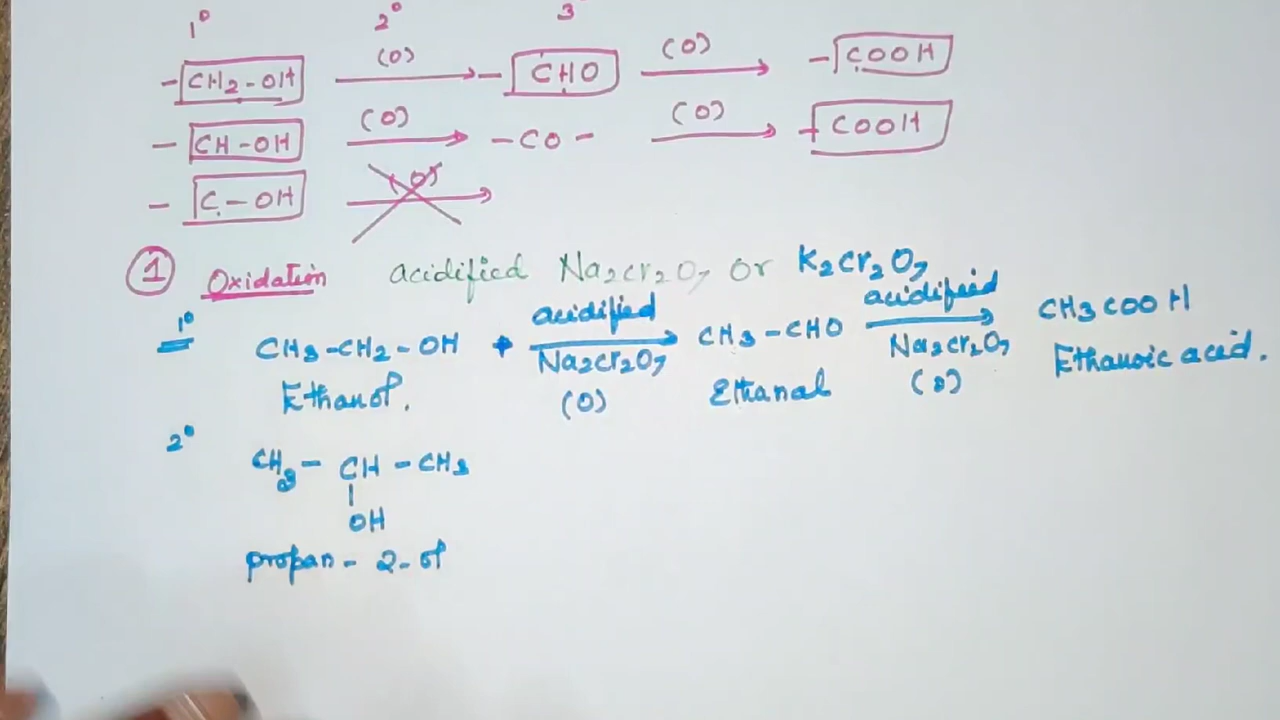 1° 2° 3°
-CH2-OH (O) → -CHO (O) → -COOH
-CH-OH (O) → -CO- (O) → +COOH
-C-OH (O) →
① Oxidation acidified Na2cr2O7 or K2cr2O7
1° CH3-CH2-OH acidified Na2cr2O7 (O) → CH3-CHO acidified Na2cr2O7 (O) → CH3COOH
Ethanol. Ethanal Ethanoic acid.
2°
CH3-CH-CH3
|
OH
propan-2-ol